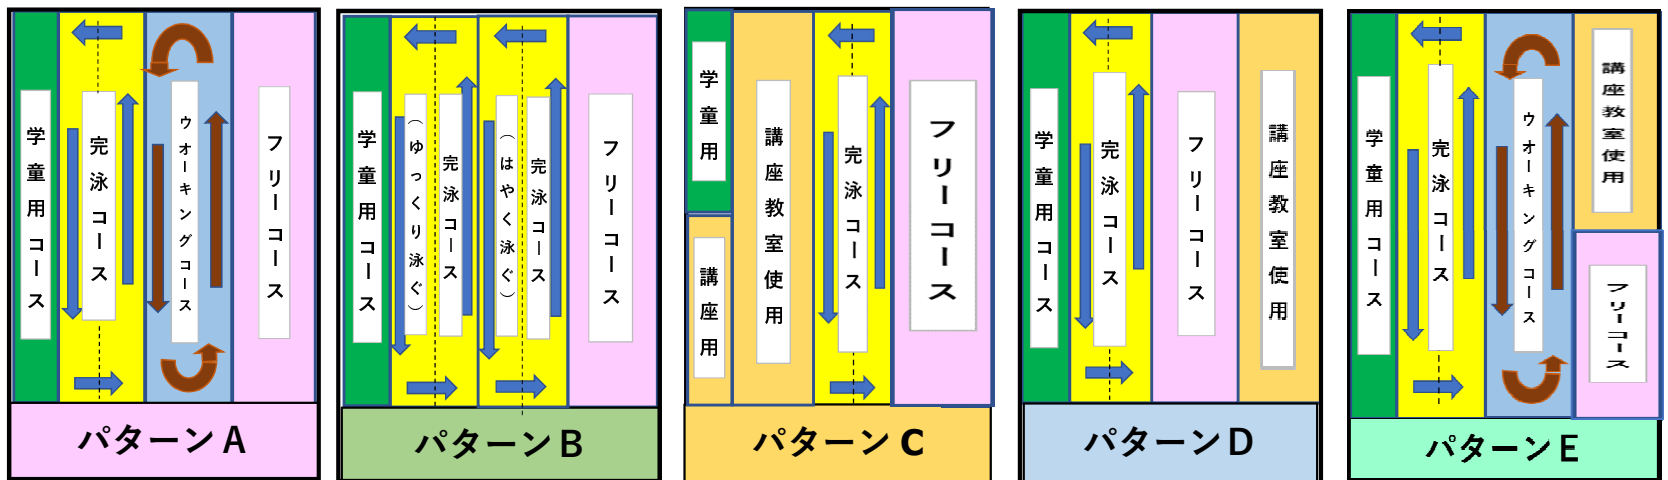 学童用コース
完泳コース
ウオーキングコース
フリーコース
パターンA
学童用コース
（ゆっくり泳ぐ）
完泳コース
（はやく泳ぐ）
完泳コース
フリーコース
パターンB
学童用
講座用
講座教室使用
完泳コース
フリーコース
パターンC
学童用コース
完泳コース
フリーコース
講座教室使用
パターンD
学童用コース
完泳コース
ウオーキングコース
講座教室使用
フリーコース
パターンE